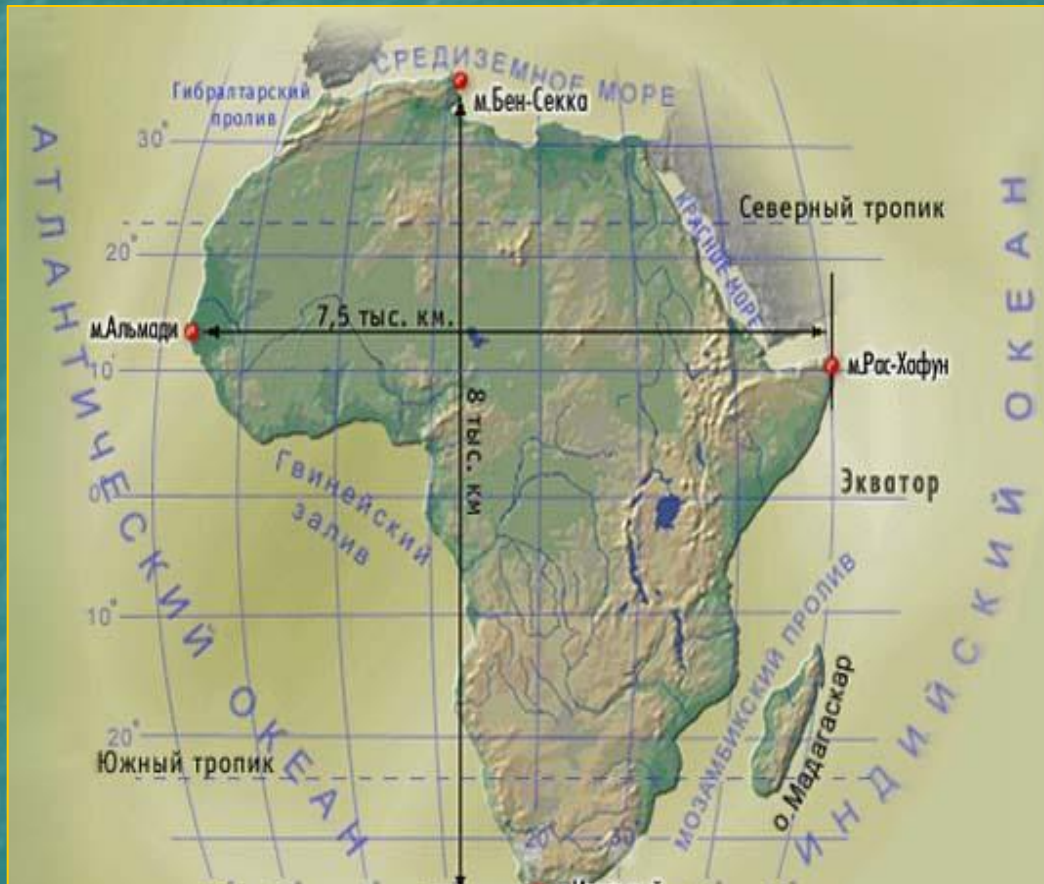 СРЕДИЗЕМНОЕ МОРЕ
Гибралтарский
пролив
м.Бен-Секка
АТЛАНТИЧЕСКИЙ ОКЕАН
30°
Северный тропик
КРАСНОЕ МОРЕ
20°
ИНДИЙСКИЙ ОКЕАН
7,5 тыс. км.
м.Альмади
10°
м.Рас-Хафун
8 тыс. км
Гвинейский
залив
0°
Экватор
10°
МОЗАМБИКСКИЙ ПРОЛИВ
о.Мадагаскар
20°
Южный тропик
20°
30°